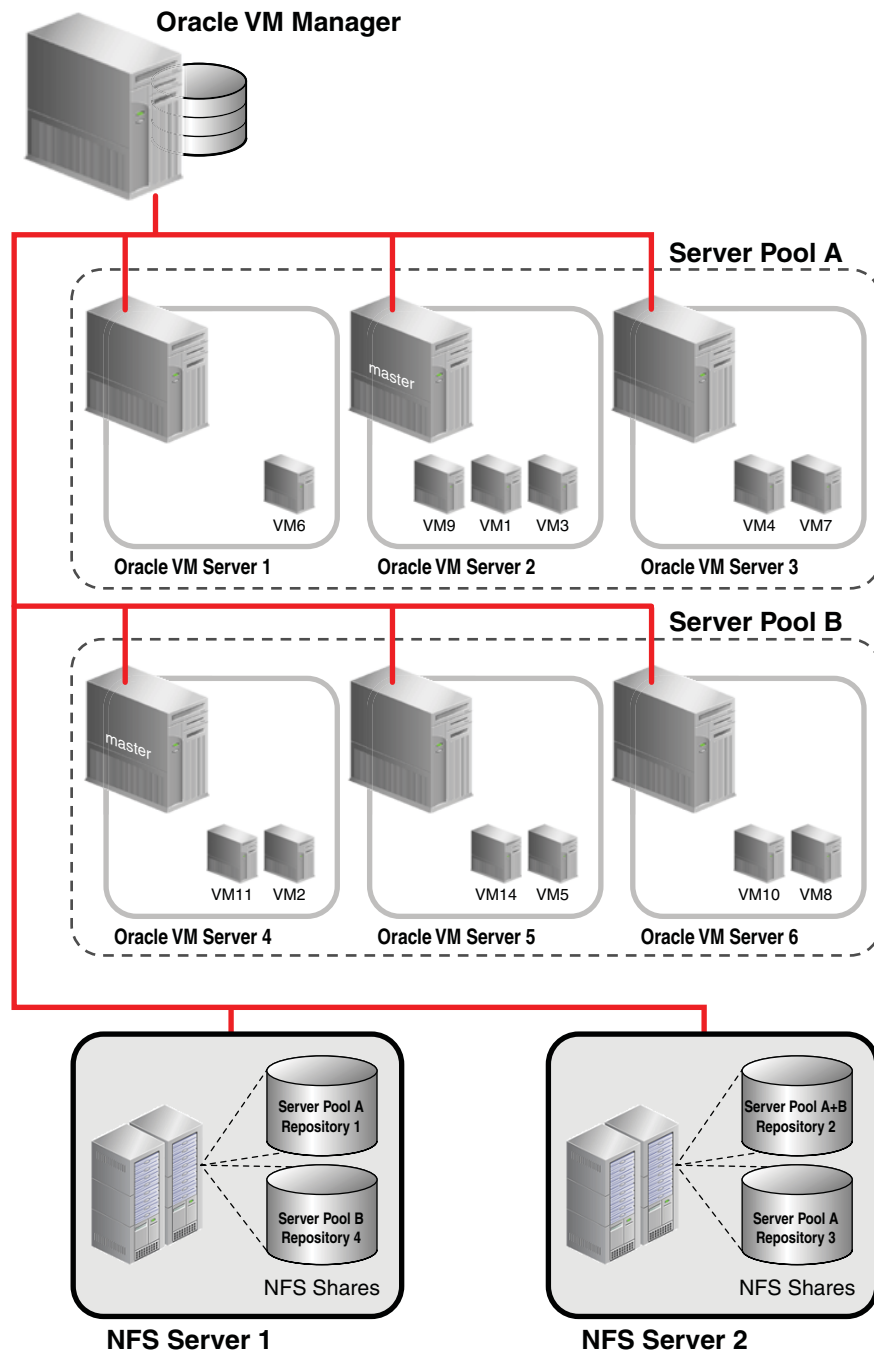 Oracle VM Manager
Server Pool A
master
VM6
VM9 VM1 VM3
VM4 VM7
Oracle VM Server 1
Oracle VM Server 2
Oracle VM Server 3
Server Pool B
master
VM11 VM2
VM14 VM5
VM10 VM8
Oracle VM Server 4
Oracle VM Server 5
Oracle VM Server 6
Server Pool A
Repository 1
Server Pool B
Repository 4
NFS Shares
NFS Server 1
Server Pool A+B
Repository 2
Server Pool A
Repository 3
NFS Shares
NFS Server 2